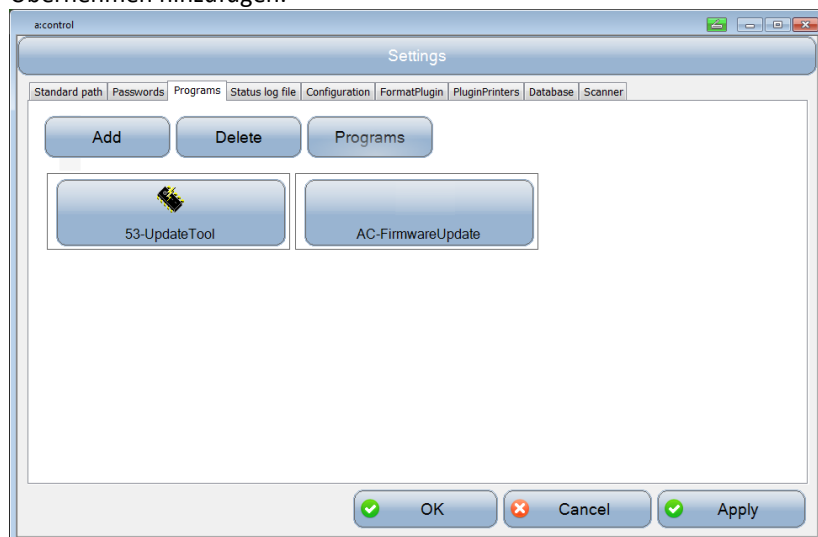 Übernehmen hinzufügen.
a:control
Settings
Standard path Passwords Programs Status log file Configuration FormatPlugin PluginPrinters Database Scanner
Add Delete Programs
53-UpdateTool AC-FirmwareUpdate
OK Cancel Apply